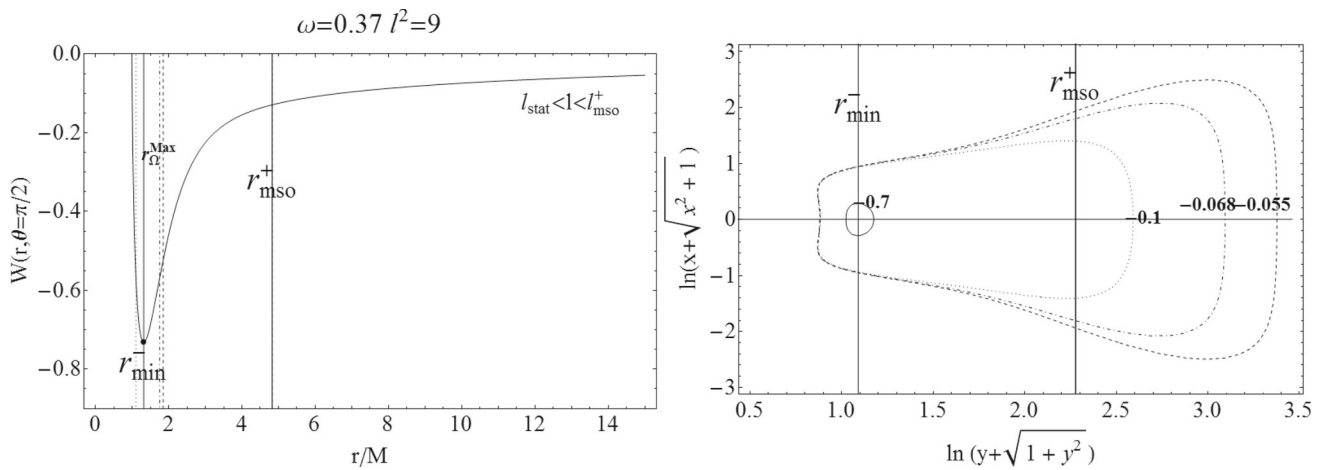 ω=0.37 l²=9
W(r,θ=π/2)
0.0
−0.2
−0.4
−0.6
−0.8
0 2 4 6 8 10 12 14
r/M
r_Ω^Max
r_mso^+
r_min^−
l_stat<l<l_mso^+
ln(x+√x²+1)
3
2
1
0
−1
−2
−3
0.5 1.0 1.5 2.0 2.5 3.0 3.5
ln (y+√1+y²)
r_min^−
r_mso^+
−0.7
−0.1
−0.068
−0.055